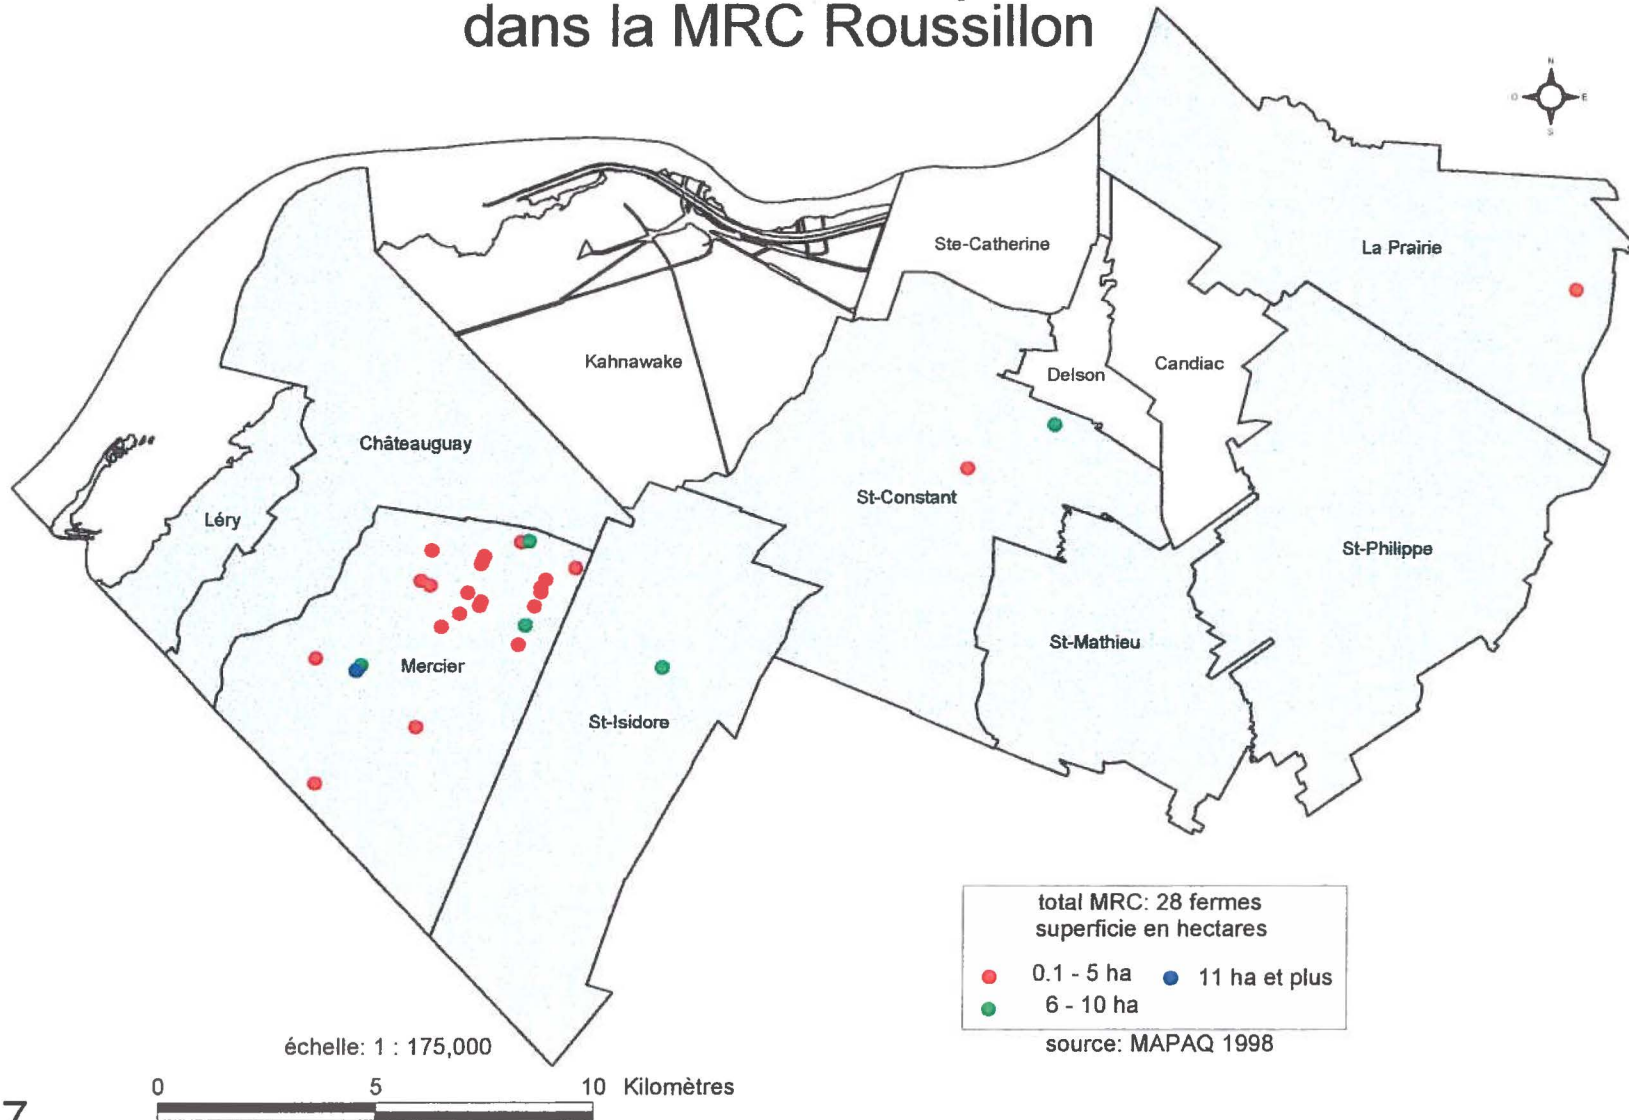 dans la MRC Roussillon
N
O
E
S
Ste-Catherine
La Prairie
Kahnawake
Delson
Candiac
Châteauguay
St-Constant
Léry
St-Philippe
St-Mathieu
Mercier
St-Isidore
total MRC: 28 fermes
superficie en hectares
0.1 - 5 ha
11 ha et plus
6 - 10 ha
source: MAPAQ 1998
échelle: 1 : 175,000
0 5 10 Kilomètres
7